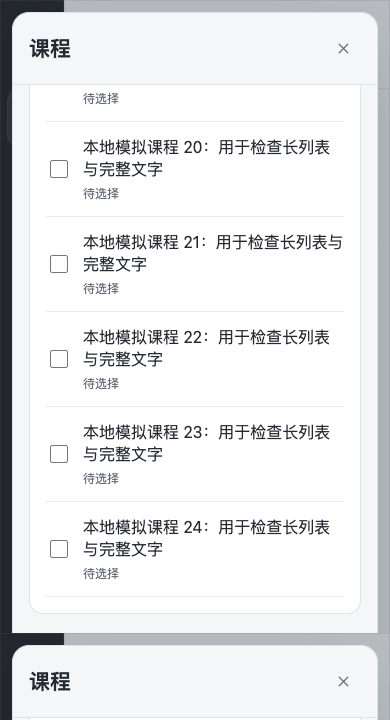 课程
待选择
本地模拟课程 20：用于检查长列表
与完整文字
待选择
本地模拟课程 21：用于检查长列表与
完整文字
待选择
本地模拟课程 22：用于检查长列表
与完整文字
待选择
本地模拟课程 23：用于检查长列表
与完整文字
待选择
本地模拟课程 24：用于检查长列表
与完整文字
待选择
课程